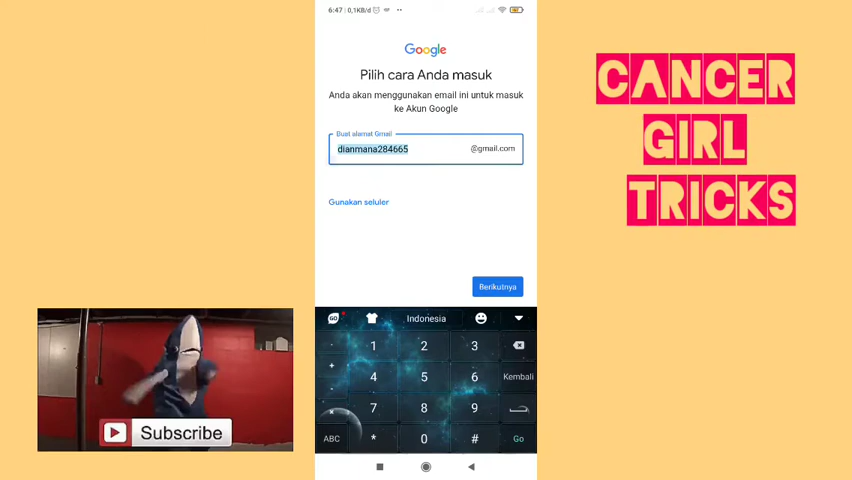 6:47 | 0,1KB/d
Google
Pilih cara Anda masuk
Anda akan menggunakan email ini untuk masuk
ke Akun Google
Buat alamat Gmail
dianmana284665
@gmail.com
Gunakan seluler
Berikutnya
GO
Indonesia
1 2 3
+
4 5 6 Kembali
-
7 8 9
ABC * 0 # Go
CANCER
GIRL
TRICKS
Subscribe